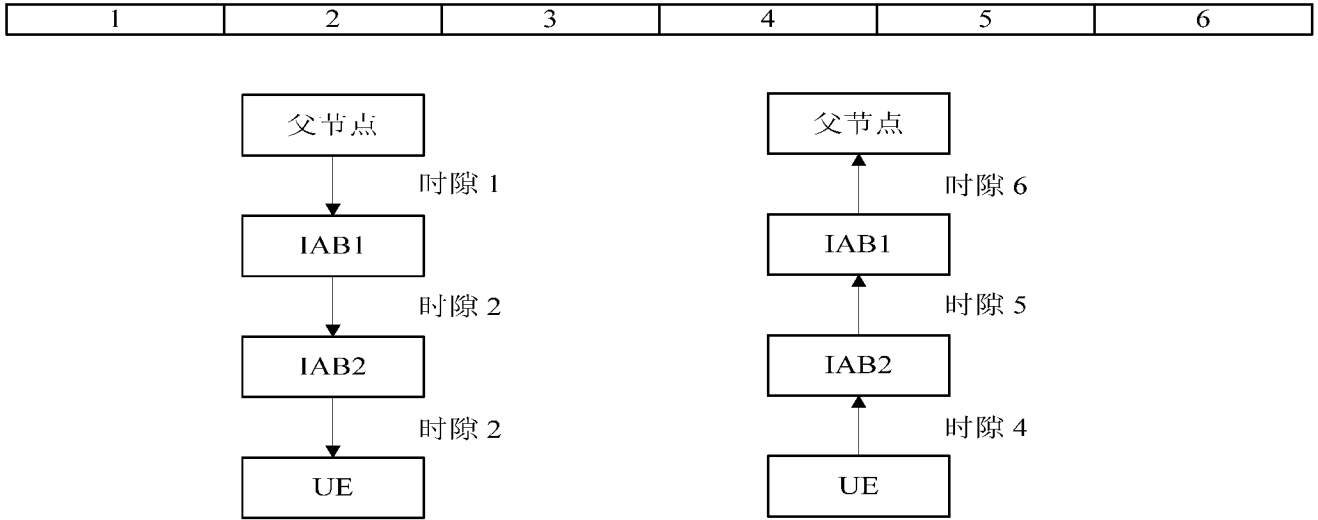 1 2 3 4 5 6
父节点 父节点
时隙 1 时隙 6
IAB1 IAB1
时隙 2 时隙 5
IAB2 IAB2
时隙 2 时隙 4
UE UE